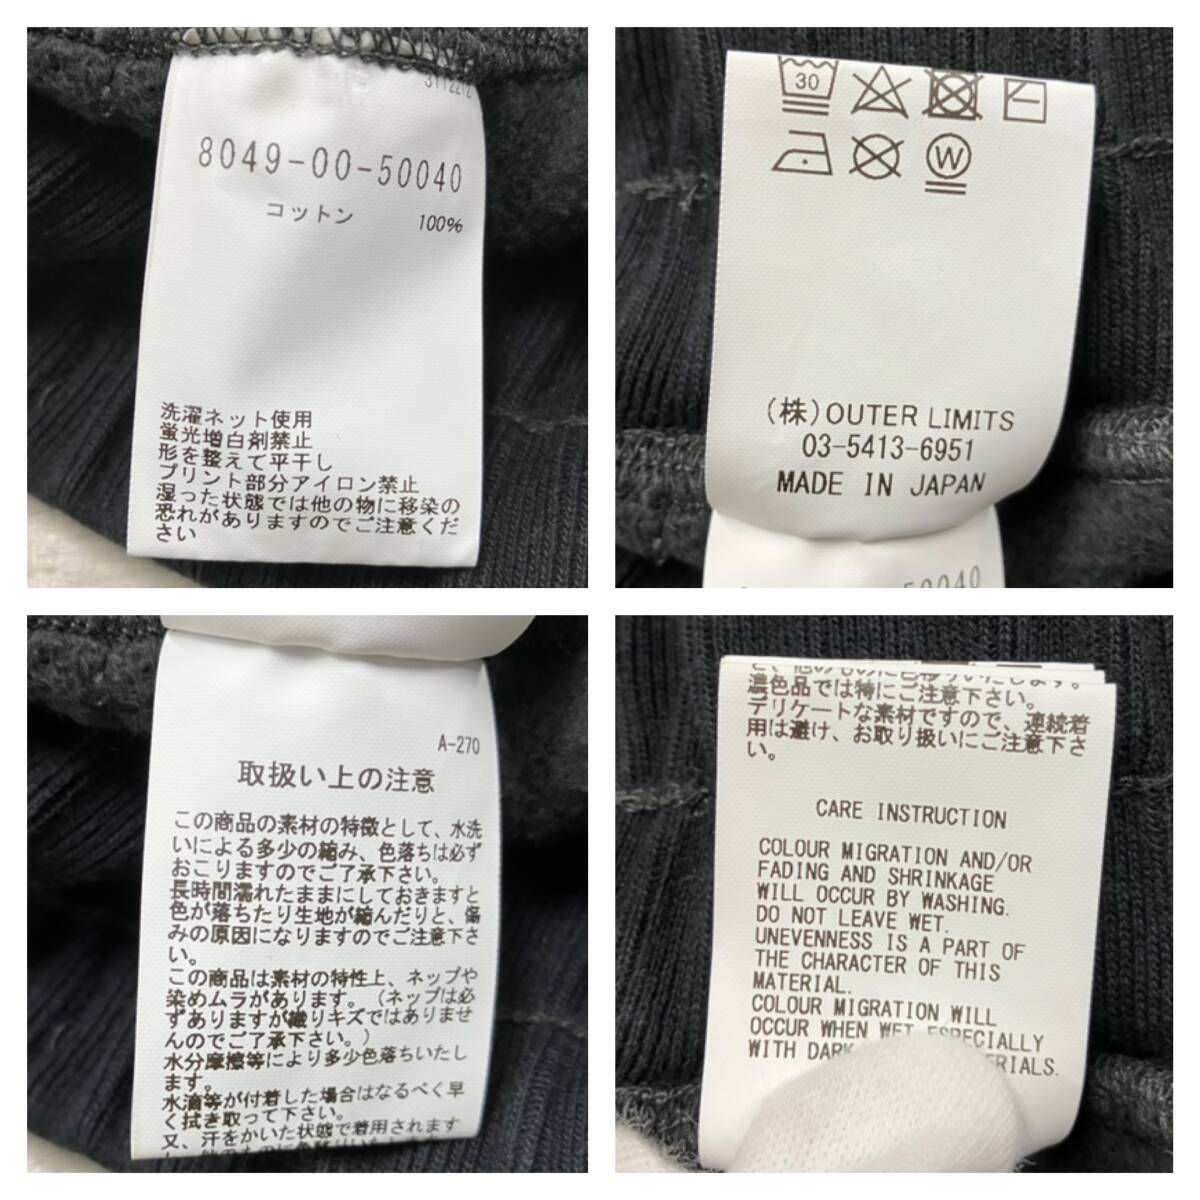 3112212
8049-00-50040
コットン 100%
洗濯ネット使用
蛍光増白剤禁止
形を整えて平干し
プリント部分アイロン禁止
湿った状態では他の物に移染の
恐れがありますのでご注意くだ
さい
30
W
(株)OUTER LIMITS
03-5413-6951
MADE IN JAPAN
50040
A-270
取扱い上の注意
この商品の素材の特徴として、水洗
いによる多少の縮み、色落ちは必ず
おこりますのでご了承下さい。
長時間濡れたままにしておきますと
色が落ちたり生地が縮んだりと、傷
みの原因になりますのでご注意下さ
い。
この商品は素材の特性上、ネップや
染めムラがあります。(ネップは必
ずありますが織りキズではありませ
んのでご了承下さい。)
水分摩擦等により多少色落ちいたし
ます。
水滴等が付着した場合はなるべく早
く拭き取って下さい。
又、汗をかいた状態で着用されます
と、他のものに色移りいたします。
濃色品では特にご注意下さい。
デリケートな素材ですので、連続着
用は避け、お取り扱いにご注意下さ
い。
CARE INSTRUCTION
COLOUR MIGRATION AND/OR
FADING AND SHRINKAGE
WILL OCCUR BY WASHING.
DO NOT LEAVE WET.
UNEVENNESS IS A PART OF
THE CHARACTER OF THIS
MATERIAL.
COLOUR MIGRATION WILL
OCCUR WHEN WET ESPECIALLY
WITH DARK RIALS.